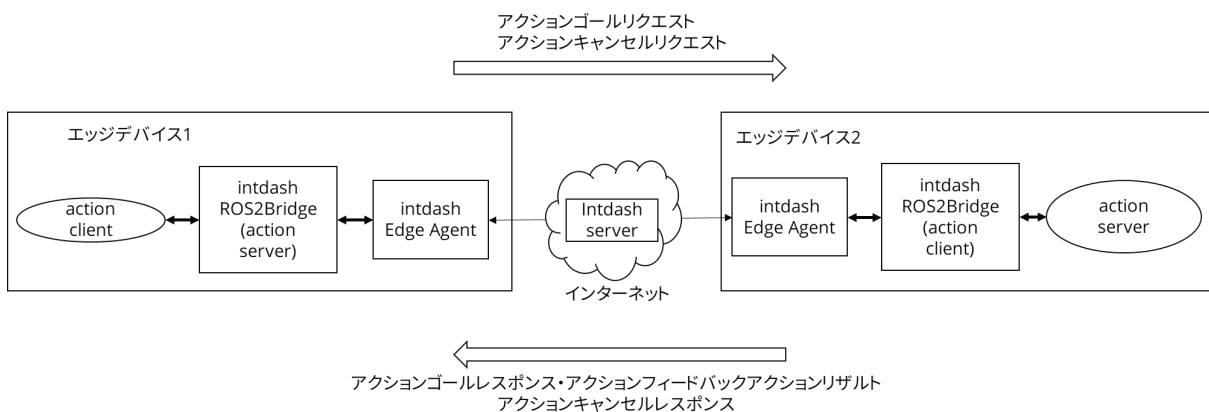 アクションゴールリクエスト
アクションキャンセルリクエスト
エッジデバイス1
action
client
intdash
ROS2Bridge
(action
server)
intdash
Edge Agent
Intdash
server
インターネット
エッジデバイス2
intdash
Edge Agent
intdash
ROS2Bridge
(action
client)
action
server
アクションゴールレスポンス・アクションフィードバックアクションリザルト
アクションキャンセルレスポンス